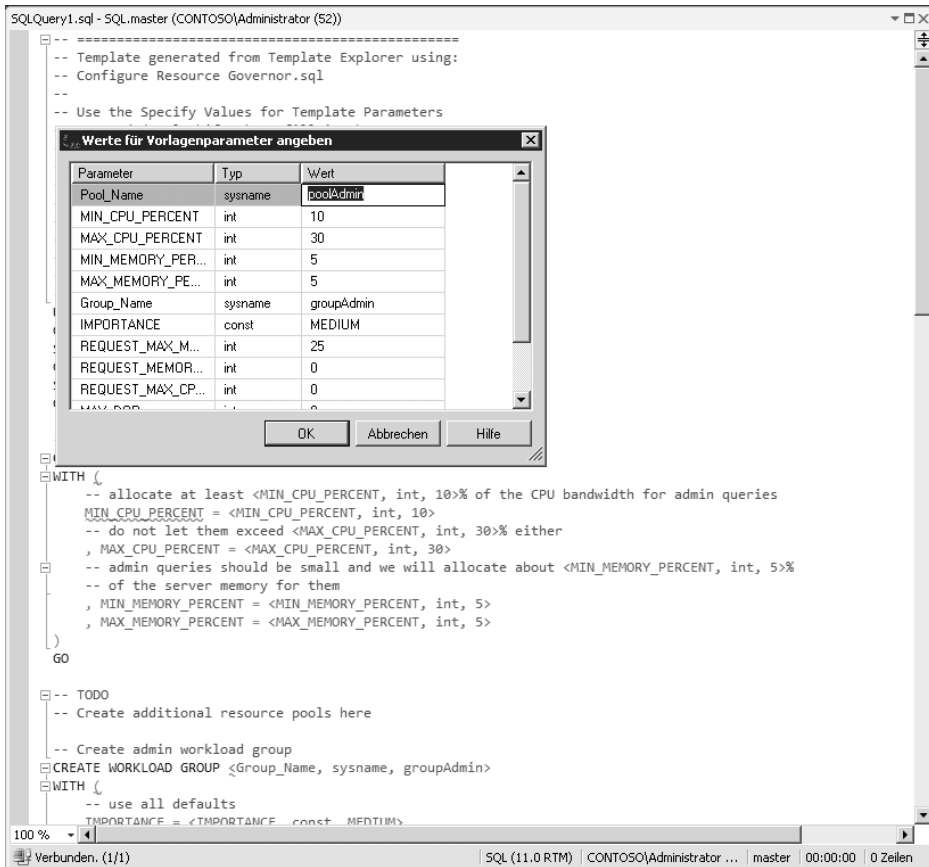 SQLQuery1.sql - SQL.master (CONTOSO\Administrator (52))
-- ================================================
-- Template generated from Template Explorer using:
-- Configure Resource Governor.sql
--
-- Use the Specify Values for Template Parameters
Werte für Vorlagenparameter angeben
Parameter Typ Wert
Pool_Name sysname poolAdmin
MIN_CPU_PERCENT int 10
MAX_CPU_PERCENT int 30
MIN_MEMORY_PER... int 5
MAX_MEMORY_PE... int 5
Group_Name sysname groupAdmin
IMPORTANCE const MEDIUM
REQUEST_MAX_M... int 25
REQUEST_MEMOR... int 0
REQUEST_MAX_CP... int 0
OK Abbrechen Hilfe
WITH (
-- allocate at least <MIN_CPU_PERCENT, int, 10>% of the CPU bandwidth for admin queries
MIN_CPU_PERCENT = <MIN_CPU_PERCENT, int, 10>
-- do not let them exceed <MAX_CPU_PERCENT, int, 30>% either
, MAX_CPU_PERCENT = <MAX_CPU_PERCENT, int, 30>
-- admin queries should be small and we will allocate about <MIN_MEMORY_PERCENT, int, 5>%
-- of the server memory for them
, MIN_MEMORY_PERCENT = <MIN_MEMORY_PERCENT, int, 5>
, MAX_MEMORY_PERCENT = <MAX_MEMORY_PERCENT, int, 5>
)
GO
-- TODO
-- Create additional resource pools here
-- Create admin workload group
CREATE WORKLOAD GROUP <Group_Name, sysname, groupAdmin>
WITH (
-- use all defaults
IMPORTANCE = <IMPORTANCE, const, MEDIUM>
100 %
Verbunden. (1/1) SQL (11.0 RTM) CONTOSO\Administrator ... master 00:00:00 0 Zeilen